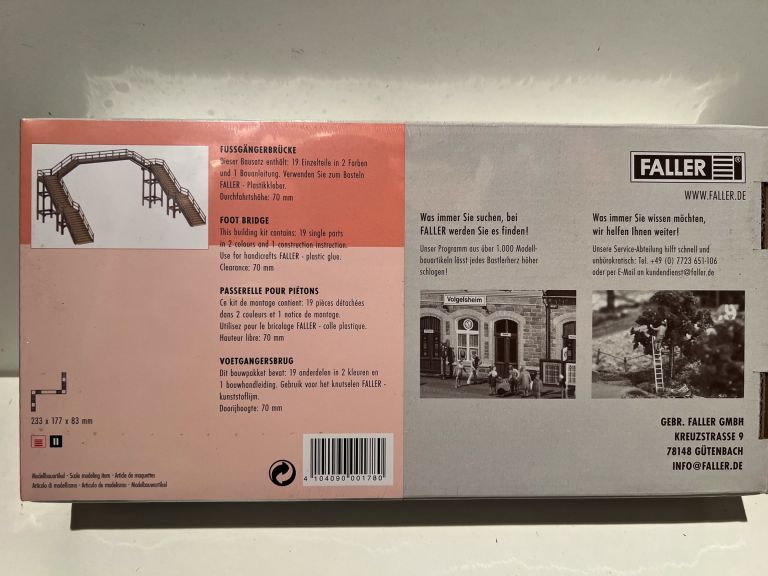 FUSSGÄNGERBRÜCKE
Dieser Bausatz enthält: 19 Einzelteile in 2 Farben
und 1 Bauanleitung. Verwenden Sie zum Basteln
FALLER - Plastikkleber.
Durchfahrtshöhe: 70 mm
FOOT BRIDGE
This building kit contains: 19 single parts
in 2 colours and 1 construction instruction.
Use for handicrafts FALLER - plastic glue.
Clearance: 70 mm
PASSERELLE POUR PIÉTONS
Ce kit de montage contient: 19 pièces détachées
dans 2 couleurs et 1 notice de montage.
Utilisez pour le bricolage FALLER - colle plastique.
Hauteur libre: 70 mm
VOETGANGERSBRUG
Dit bouwpakket bevat: 19 onderdelen in 2 kleuren en
1 bouwhandleiding. Gebruik voor het knutselen FALLER -
kunststoflijm.
Doorijhoogte: 70 mm
233 x 177 x 83 mm
II
Modellbauartikel - Scale modeling item - Article de maquettes
Articolo di modellismo - Artículo de modelismo - Modelbouwartikel
4 104090 001780
FALLER
WWW.FALLER.DE
Was immer Sie suchen, bei
FALLER werden Sie es finden!
Unser Programm aus über 1.000 Modell-
bauartikeln lässt jedes Bastlerherz höher
schlagen!
Volgelsheim
Was immer Sie wissen möchten,
wir helfen Ihnen weiter!
Unsere Service-Abteilung hilft schnell und
unbürokratisch: Tel. +49 (0) 7723 651-106
oder per E-Mail an kundendienst@faller.de
GEBR. FALLER GMBH
KREUZSTRASSE 9
78148 GÜTENBACH
INFO@FALLER.DE